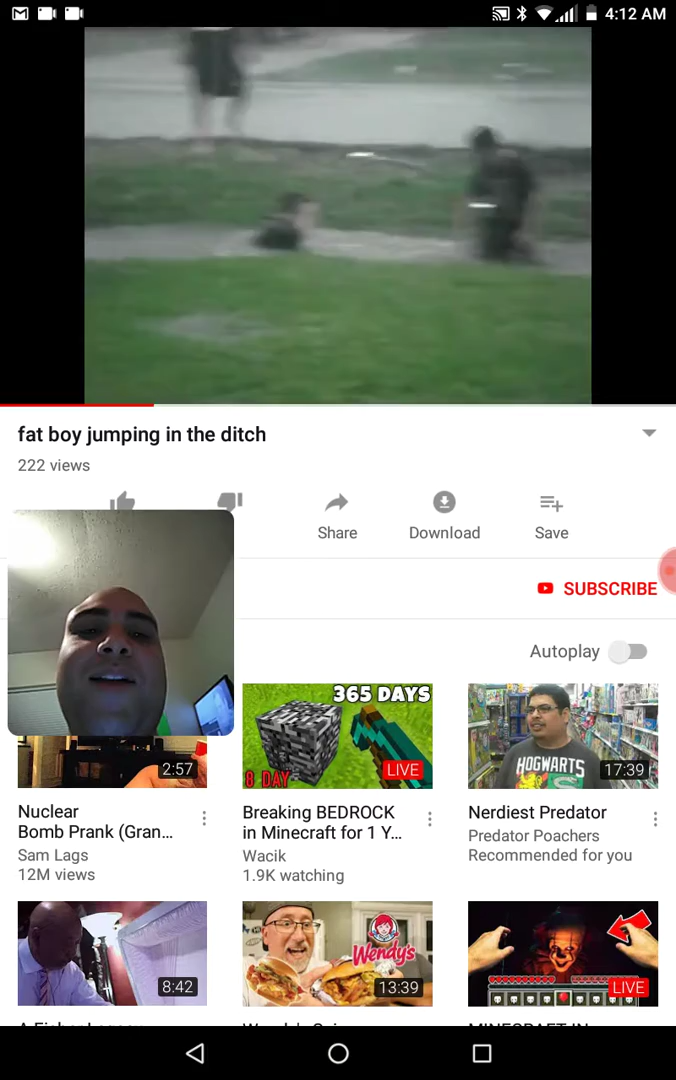 4:12 AM
fat boy jumping in the ditch
222 views
Share
Download
Save
SUBSCRIBE
Autoplay
2:57
365 DAYS
8 DAY
LIVE
HOGWARTS
17:39
Nuclear
Bomb Prank (Gran...
Sam Lags
12M views
Breaking BEDROCK
in Minecraft for 1 Y...
Wacik
1.9K watching
Nerdiest Predator
Predator Poachers
Recommended for you
8:42
Wendy's
13:39
LIVE